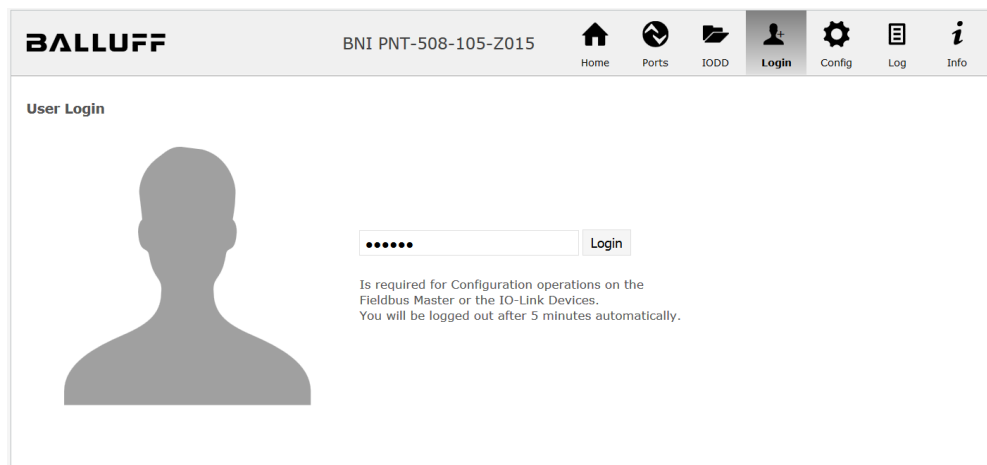 BALLUFF
BNI PNT-508-105-Z015
Home
Ports
IODD
Login
Config
Log
Info
User Login
●●●●●●
Login
Is required for Configuration operations on the
Fieldbus Master or the IO-Link Devices.
You will be logged out after 5 minutes automatically.